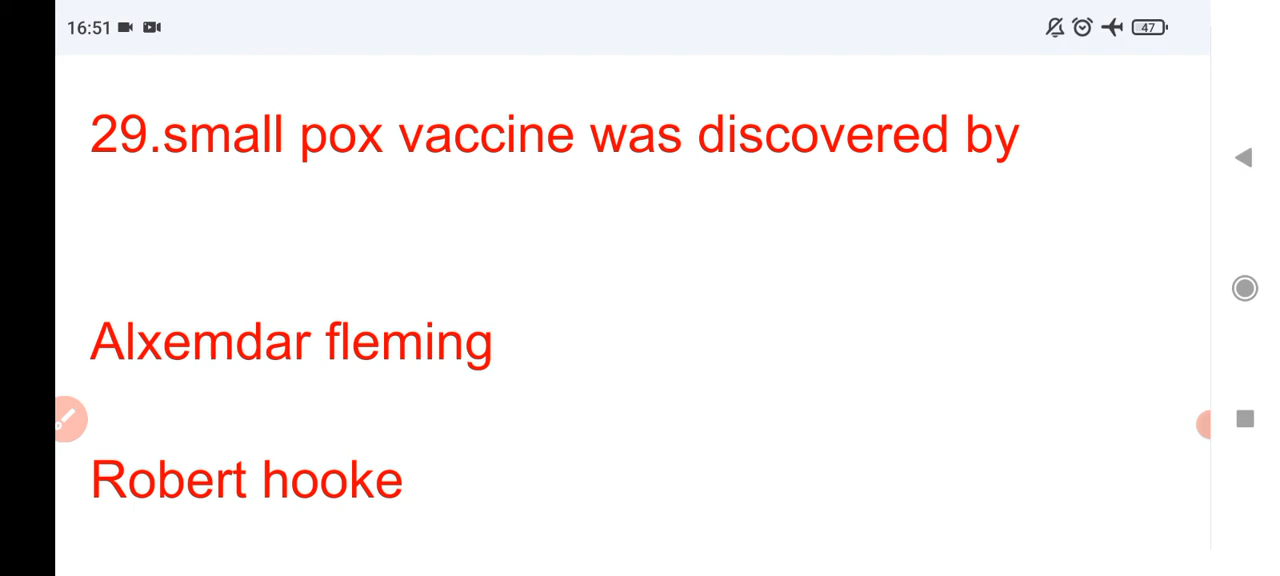 16:51
47
29.small pox vaccine was discovered by
Alxemdar fleming
Robert hooke